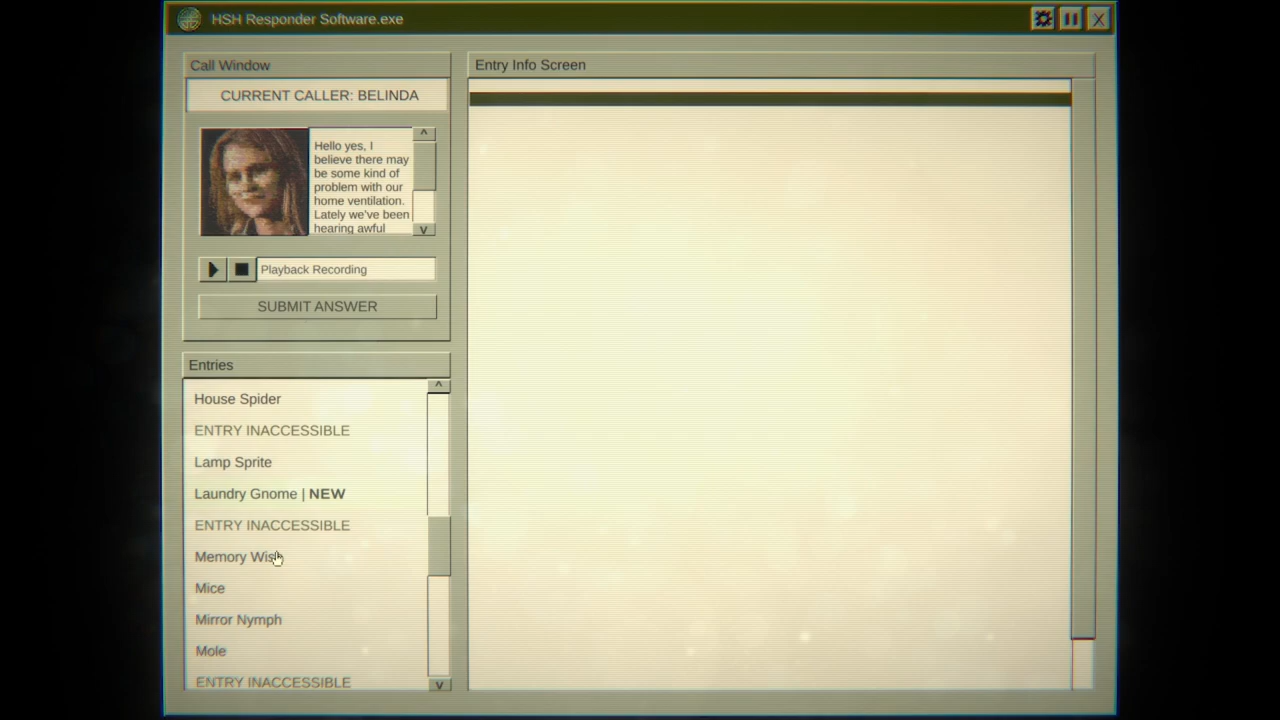 HSH Responder Software.exe
Call Window
CURRENT CALLER: BELINDA
Hello yes, I
believe there may
be some kind of
problem with our
home ventilation.
Lately we've been
hearing awful
Playback Recording
SUBMIT ANSWER
Entries
House Spider
ENTRY INACCESSIBLE
Lamp Sprite
Laundry Gnome | NEW
ENTRY INACCESSIBLE
Memory Wisp
Mice
Mirror Nymph
Mole
ENTRY INACCESSIBLE
Entry Info Screen